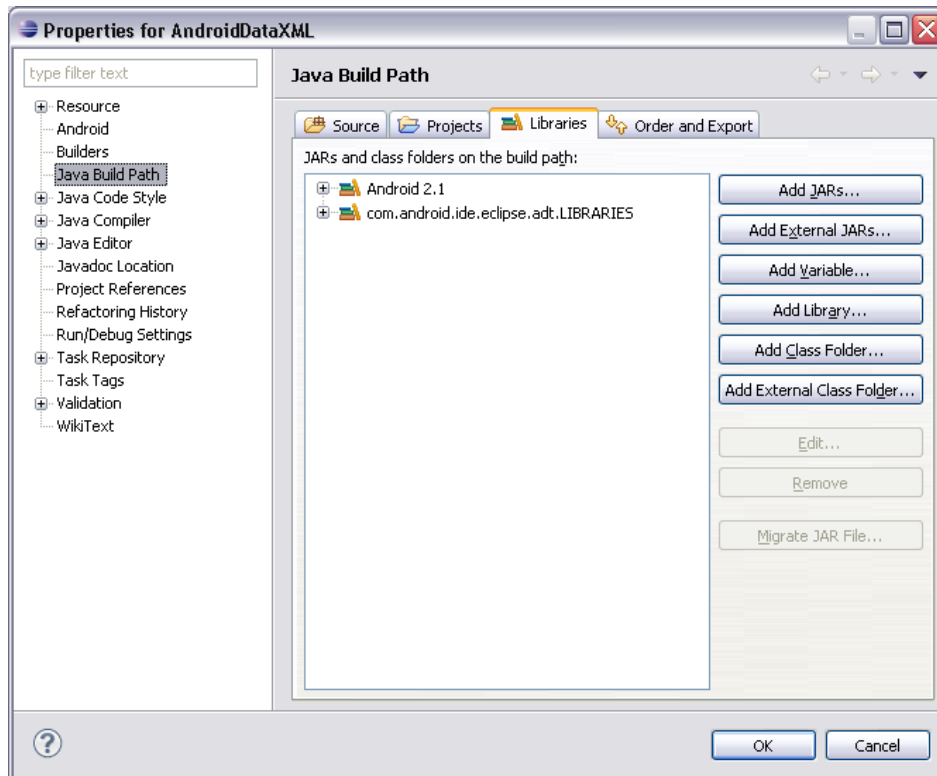 Properties for AndroidDataXML
type filter text
Resource
Android
Builders
Java Build Path
Java Code Style
Java Compiler
Java Editor
Javadoc Location
Project References
Refactoring History
Run/Debug Settings
Task Repository
Task Tags
Validation
WikiText
Java Build Path
Source
Projects
Libraries
Order and Export
JARs and class folders on the build path:
Android 2.1
com.android.ide.eclipse.adt.LIBRARIES
Add JARs...
Add External JARs...
Add Variable...
Add Library...
Add Class Folder...
Add External Class Folder...
Edit...
Remove
Migrate JAR File...
OK
Cancel